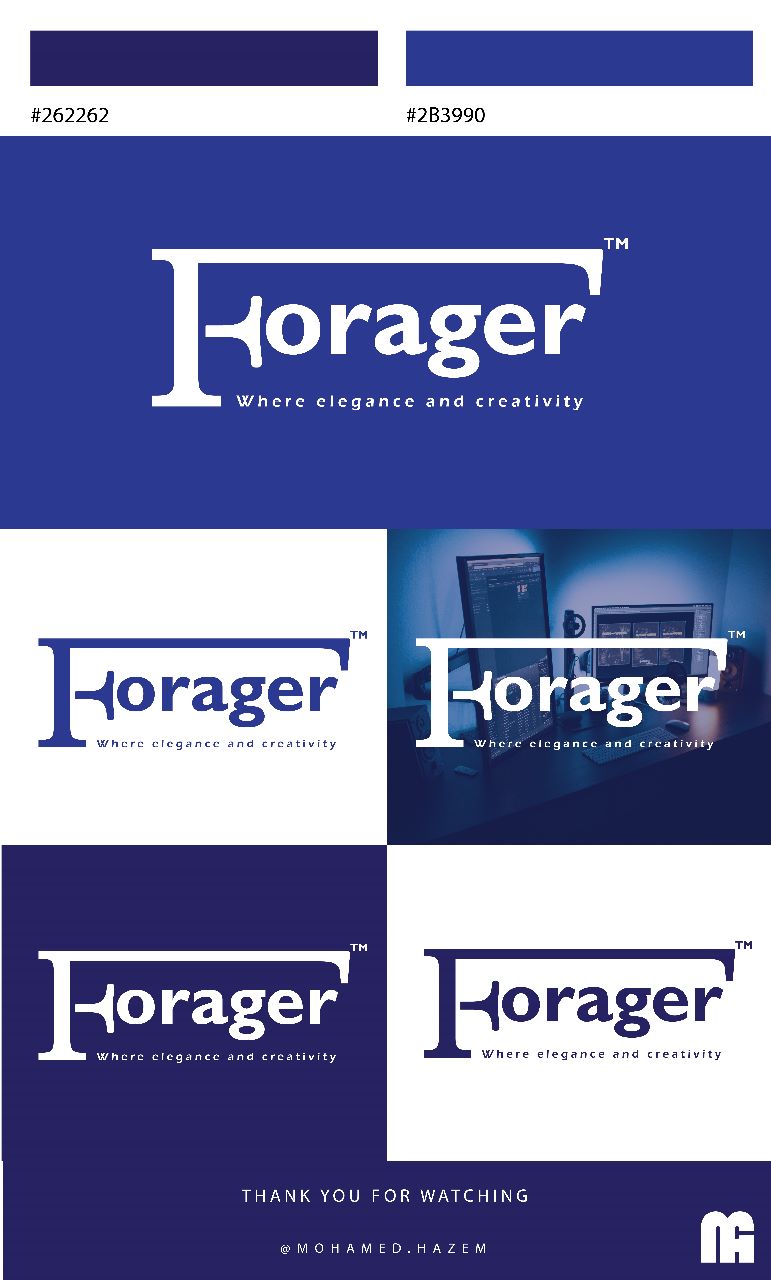 #262262
#2B3990
Forager™
Where elegance and creativity
Forager™
Where elegance and creativity
Forager™
Where elegance and creativity
Forager™
Where elegance and creativity
Forager™
Where elegance and creativity
THANK YOU FOR WATCHING
@MOHAMED.HAZEM